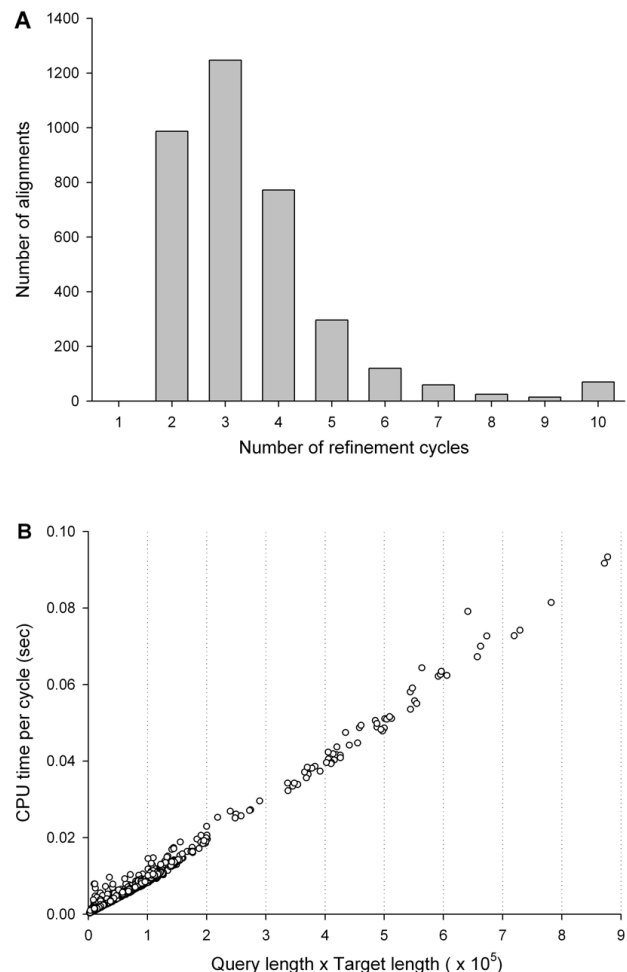 A
1400
1200
1000
800
600
400
200
0
Number of alignments
1 2 3 4 5 6 7 8 9 10
Number of refinement cycles
B
0.10
0.08
0.06
0.04
0.02
0.00
CPU time per cycle (sec)
0 1 2 3 4 5 6 7 8 9
Query length x Target length ( x 10⁵)